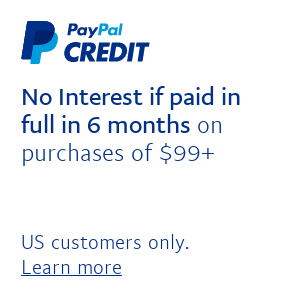 PayPal
CREDIT
No Interest if paid in
full in 6 months on
purchases of $99+
US customers only.
Learn more